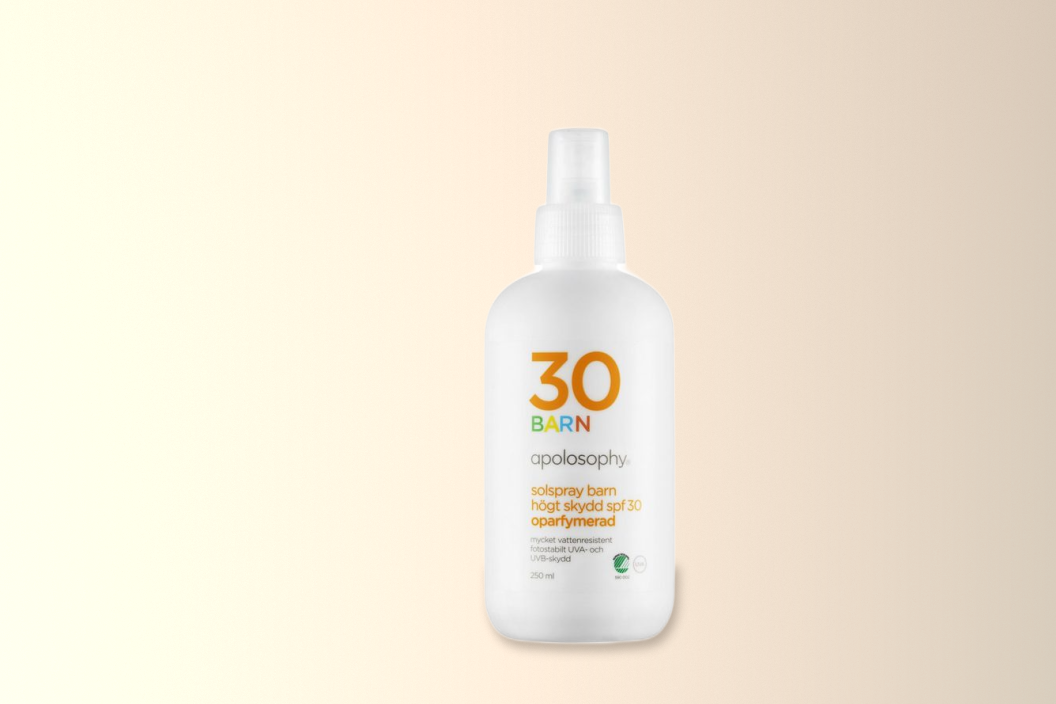 30
BARN
apolosophy
solspray barn
högt skydd spf 30
oparfymerad
mycket vattenresistent
fotostabilt UVA- och
UVB-skydd
250 ml